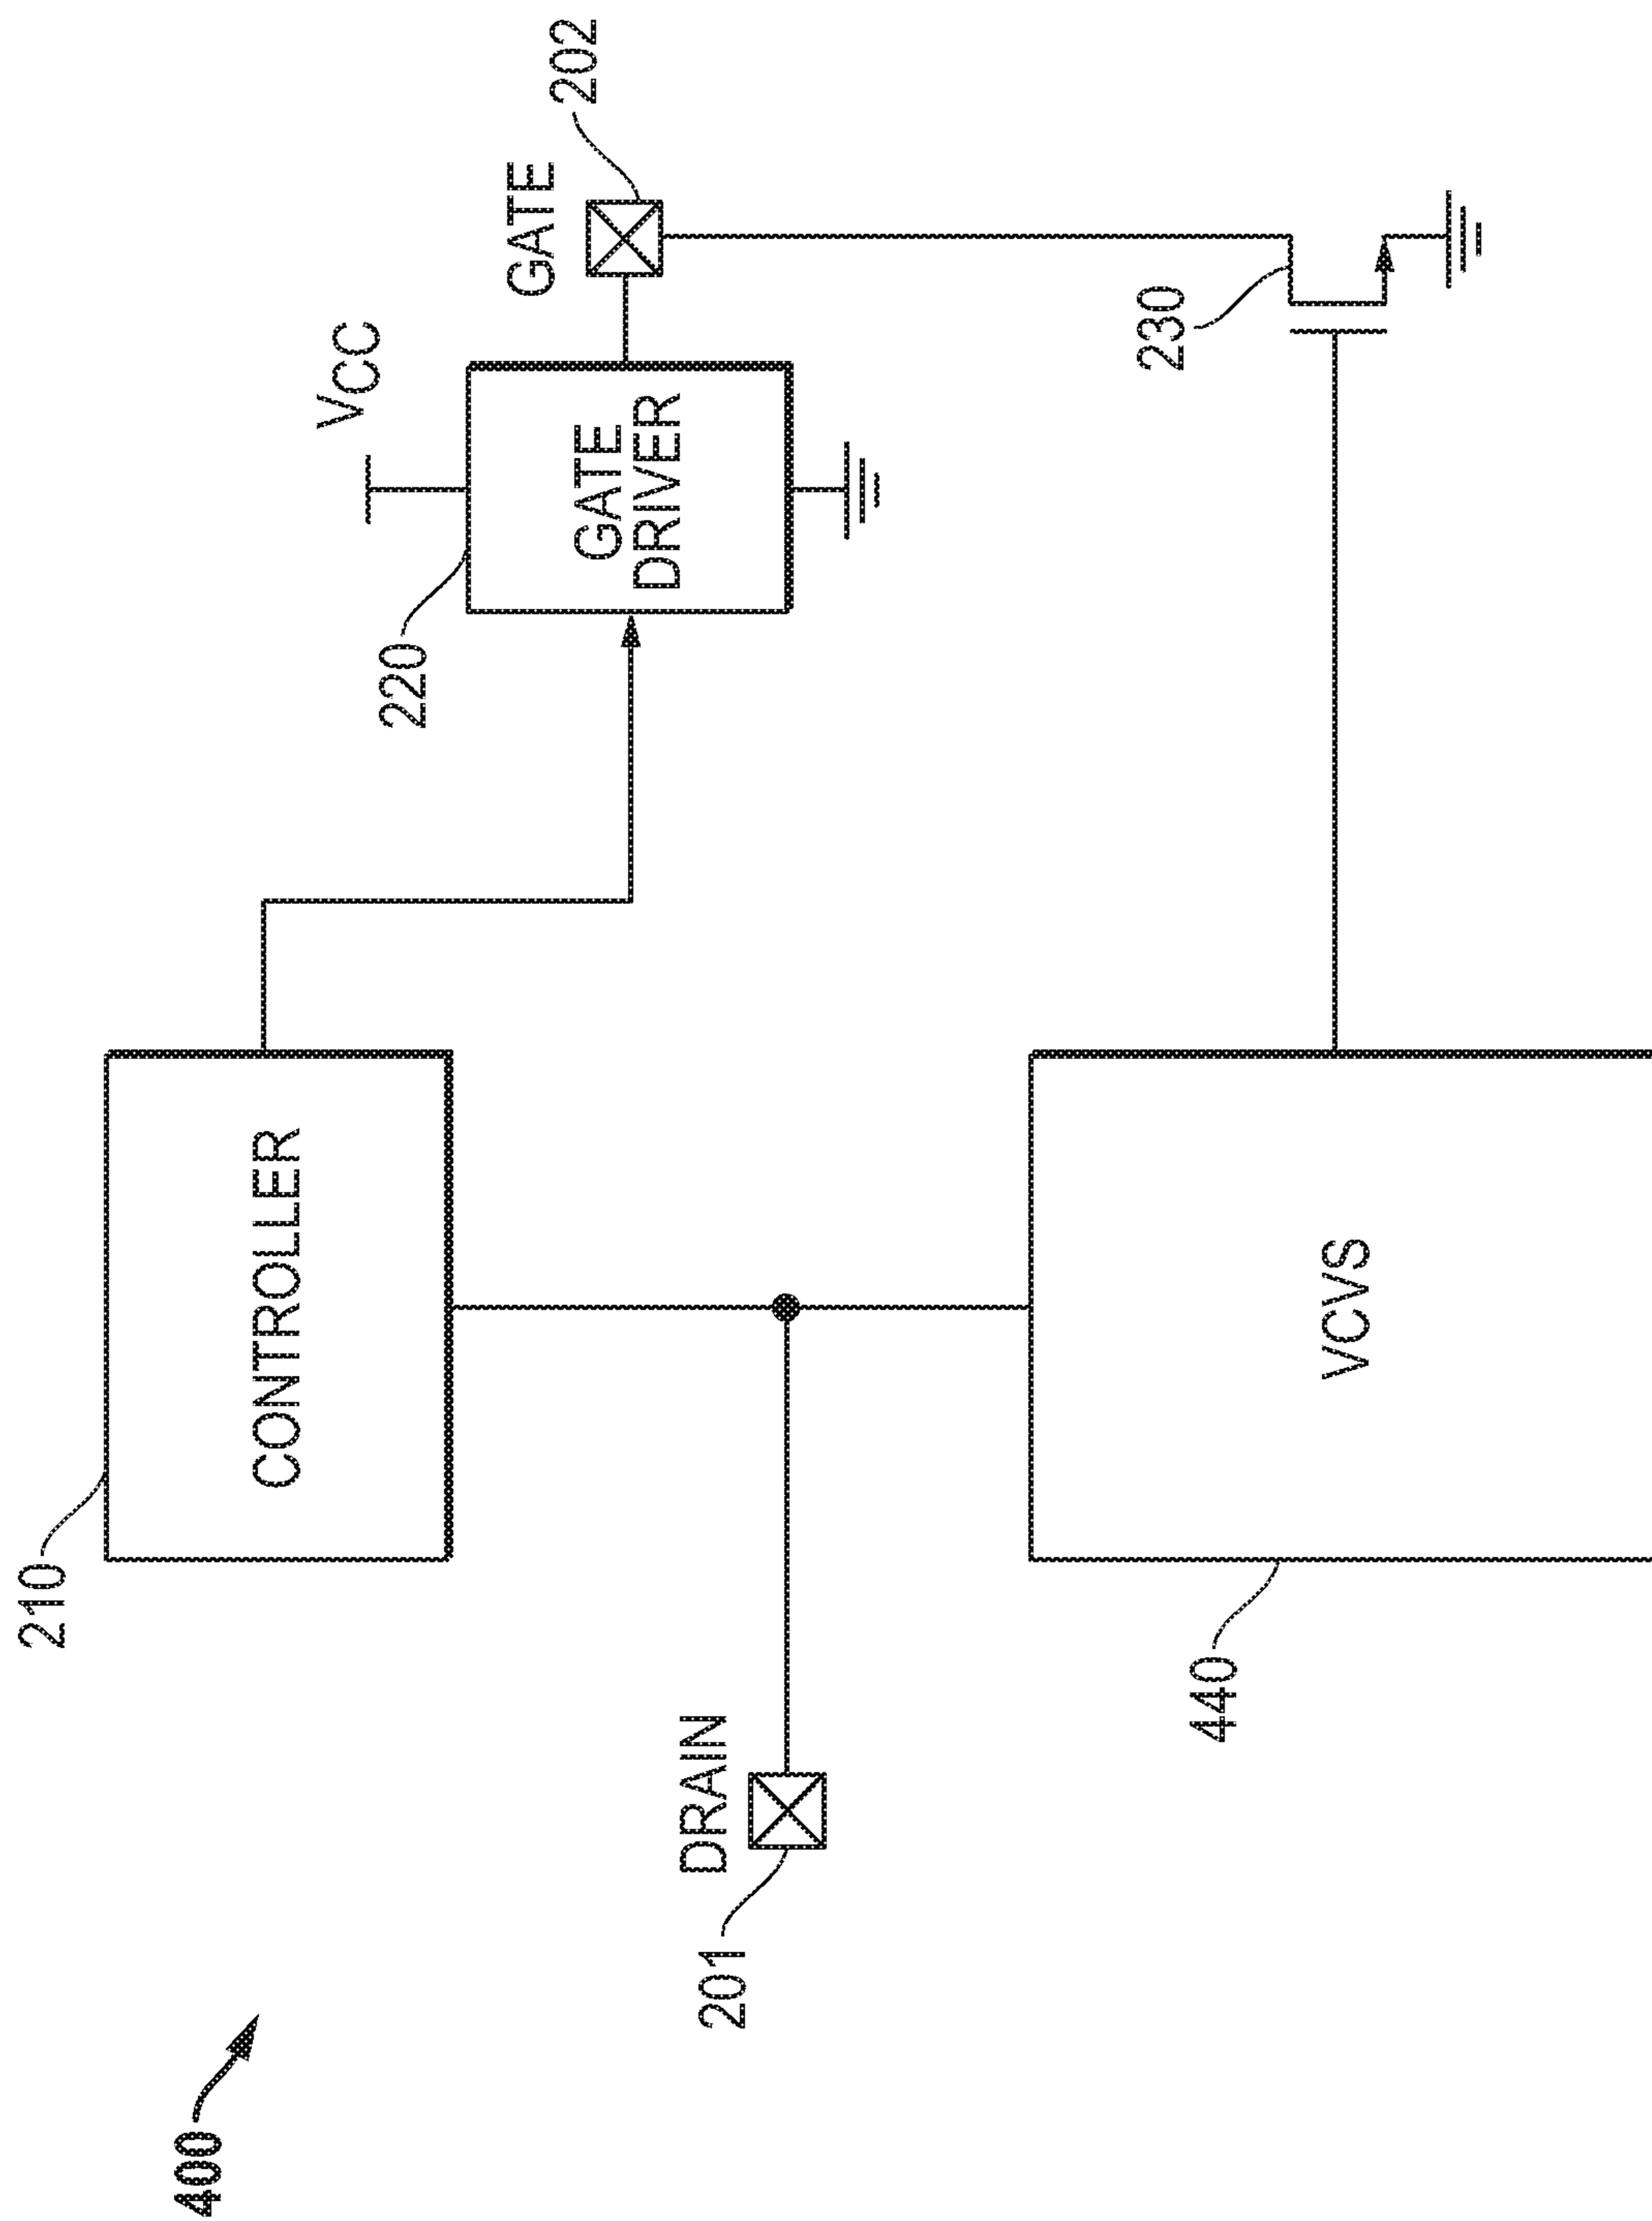 400
210
CONTROLLER
220
VCC
GATE
DRIVER
GATE
202
DRAIN
201
440
VCVS
230